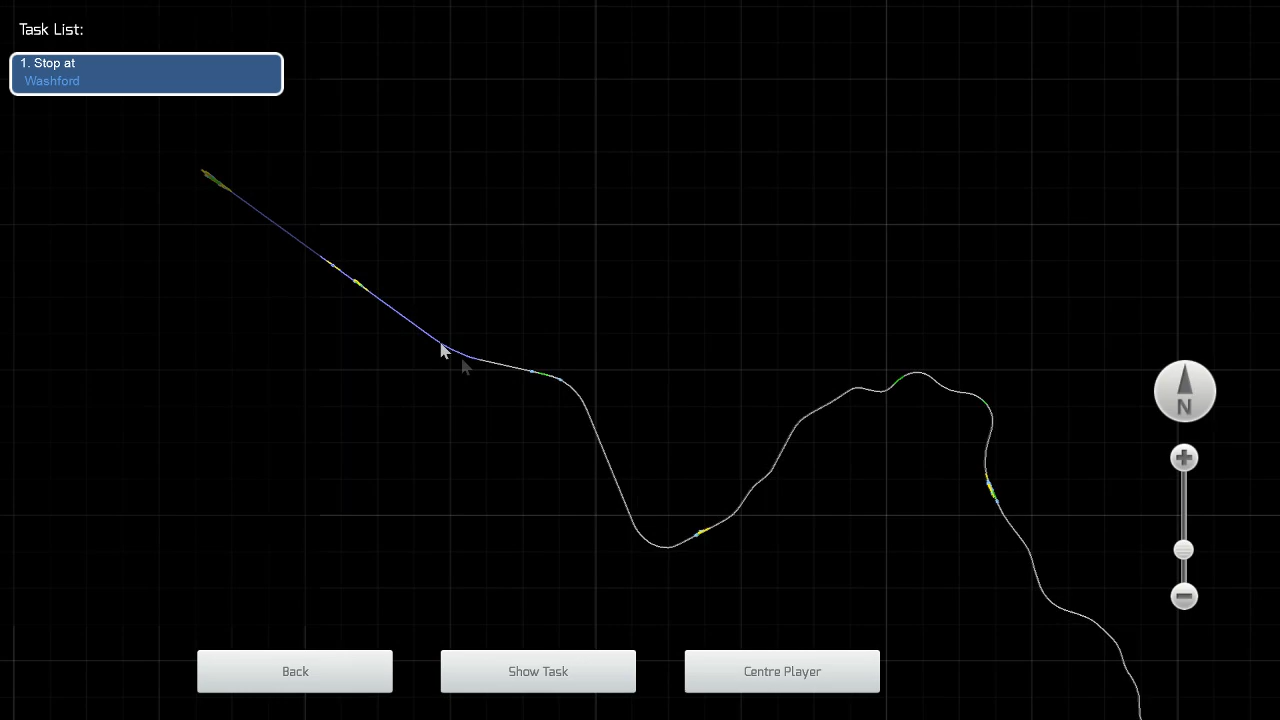 Task List:
1. Stop at
Washford
N
Back
Show Task
Centre Player